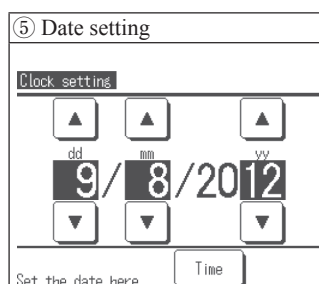 ⑤ Date setting
Clock setting
▲ ▲ ▲
dd mm yy
9/ 8/2012
▼ ▼ ▼
Time
Set the date here